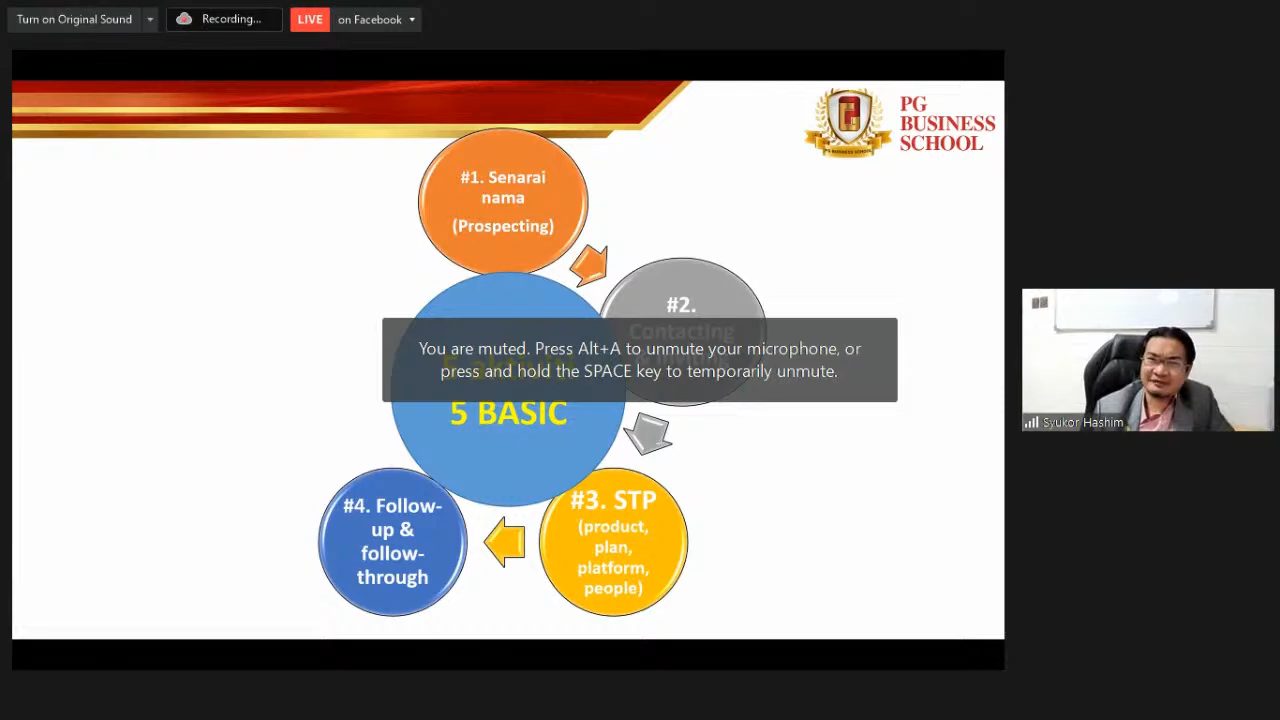 Turn on Original Sound
Recording...
LIVE on Facebook
PG
BUSINESS
SCHOOL
#1. Senarai
nama
(Prospecting)
#2.
Contacting
You are muted. Press Alt+A to unmute your microphone, or
press and hold the SPACE key to temporarily unmute.
5 BASIC
#3. STP
(product,
plan,
platform,
people)
#4. Follow-
up &
follow-
through
Syukor Hashim